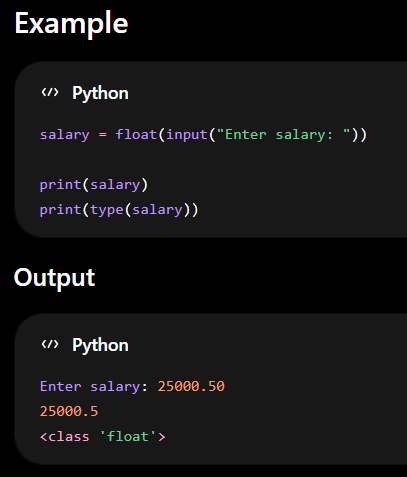 Example
</> Python
salary = float(input("Enter salary: "))
print(salary)
print(type(salary))
Output
</> Python
Enter salary: 25000.50
25000.5
<class 'float'>